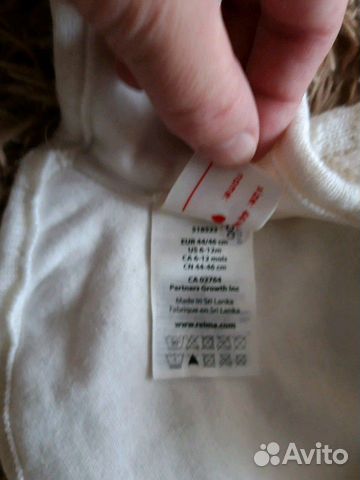 518333
EUR 44/46 cm
US 6-12m
CA 6-12 mois
CN 44-46 cm
CA 02764
Partners Growth Inc
Made in Sri Lanka
Fabriqué en Sri Lanka
www.reima.com
Avito